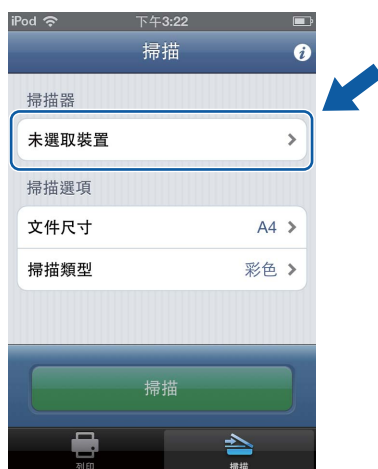 iPod 下午3:22
掃描
掃描器
未選取裝置
掃描選項
文件尺寸 A4
掃描類型 彩色
掃描
列印 掃描